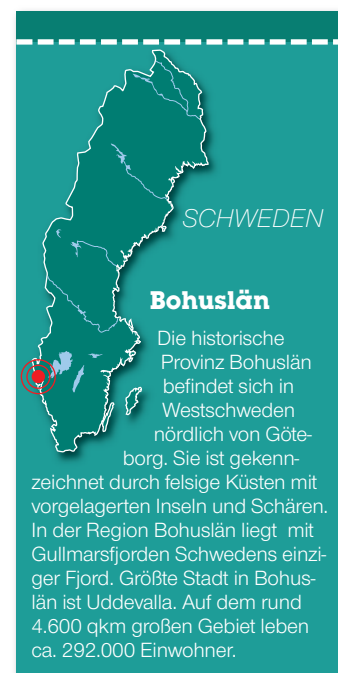 SCHWEDEN
Bohuslän
Die historische
Provinz Bohuslän
befindet sich in
Westschweden
nördlich von Göte-
borg. Sie ist gekenn-
zeichnet durch felsige Küsten mit
vorgelagerten Inseln und Schären.
In der Region Bohuslän liegt mit
Gullmarsfjorden Schwedens einzi-
ger Fjord. Größte Stadt in Bohus-
län ist Uddevalla. Auf dem rund
4.600 qkm großen Gebiet leben
ca. 292.000 Einwohner.